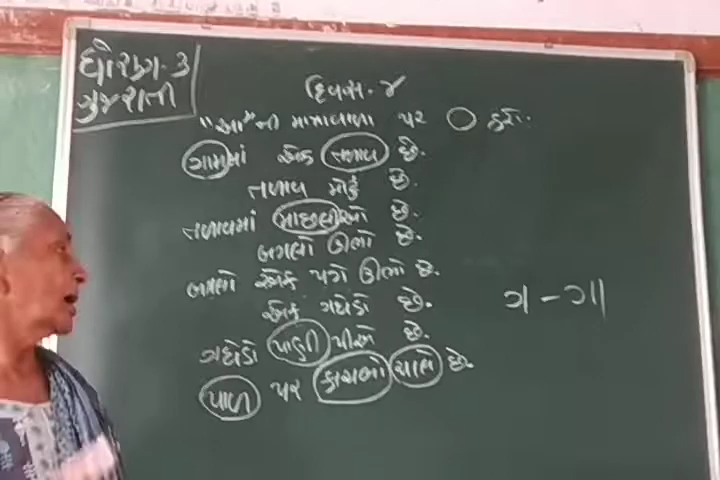 ધોરણ-૩
ગુજરાતી
દિવસ-૪
"આ"ની માત્રાવાળા પર ○ કરો.
ગામમાં એક તળાવ છે.
તળાવ મોટું છે.
તળાવમાં માછલીઓ છે.
બગલો ઊભો છે.
બગલો એક પગે ઊભો છે.
એક ગધેડો છે.
ગધેડો પાણી પીએ છે.
પાળ પર કાચબો ચાલે છે.
ગ - ગા